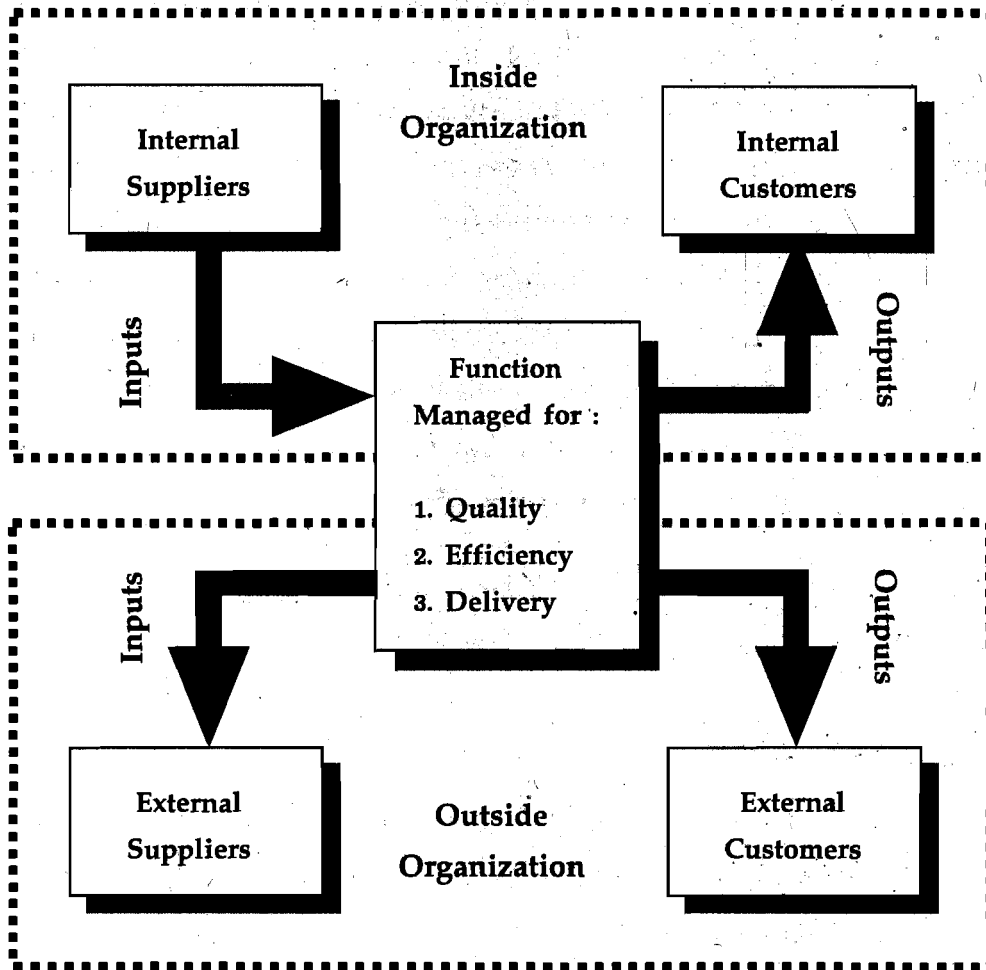 Inside
Organization
Internal
Suppliers
Internal
Customers
Inputs
Outputs
Function
Managed for :
1. Quality
2. Efficiency
3. Delivery
Inputs
Outputs
External
Suppliers
Outside
Organization
External
Customers